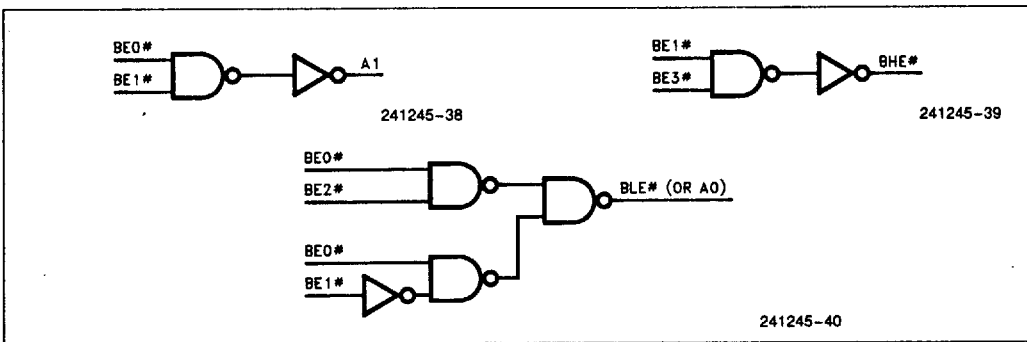 BE0#
BE1#
A1
241245-38
BE1#
BE3#
BHE#
241245-39
BE0#
BE2#
BLE# (OR A0)
BE0#
BE1#
241245-40